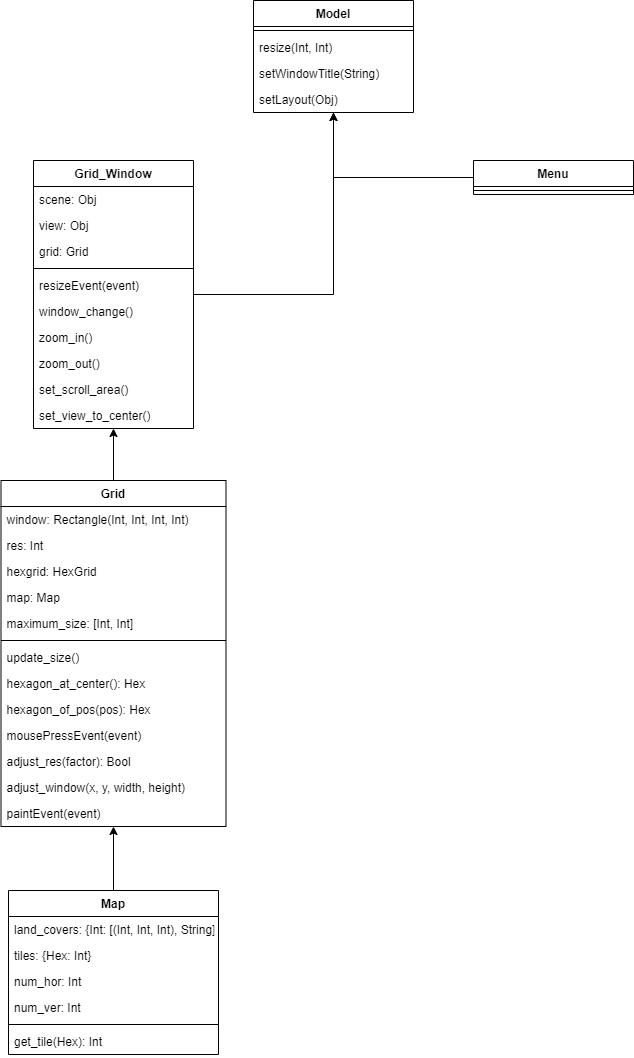 Model
resize(Int, Int)
setWindowTitle(String)
setLayout(Obj)
Grid_Window
scene: Obj
view: Obj
grid: Grid
resizeEvent(event)
window_change()
zoom_in()
zoom_out()
set_scroll_area()
set_view_to_center()
Menu
Grid
window: Rectangle(Int, Int, Int, Int)
res: Int
hexgrid: HexGrid
map: Map
maximum_size: [Int, Int]
update_size()
hexagon_at_center(): Hex
hexagon_of_pos(pos): Hex
mousePressEvent(event)
adjust_res(factor): Bool
adjust_window(x, y, width, height)
paintEvent(event)
Map
land_covers: {Int: [(Int, Int, Int), String]
tiles: {Hex: Int}
num_hor: Int
num_ver: Int
get_tile(Hex): Int